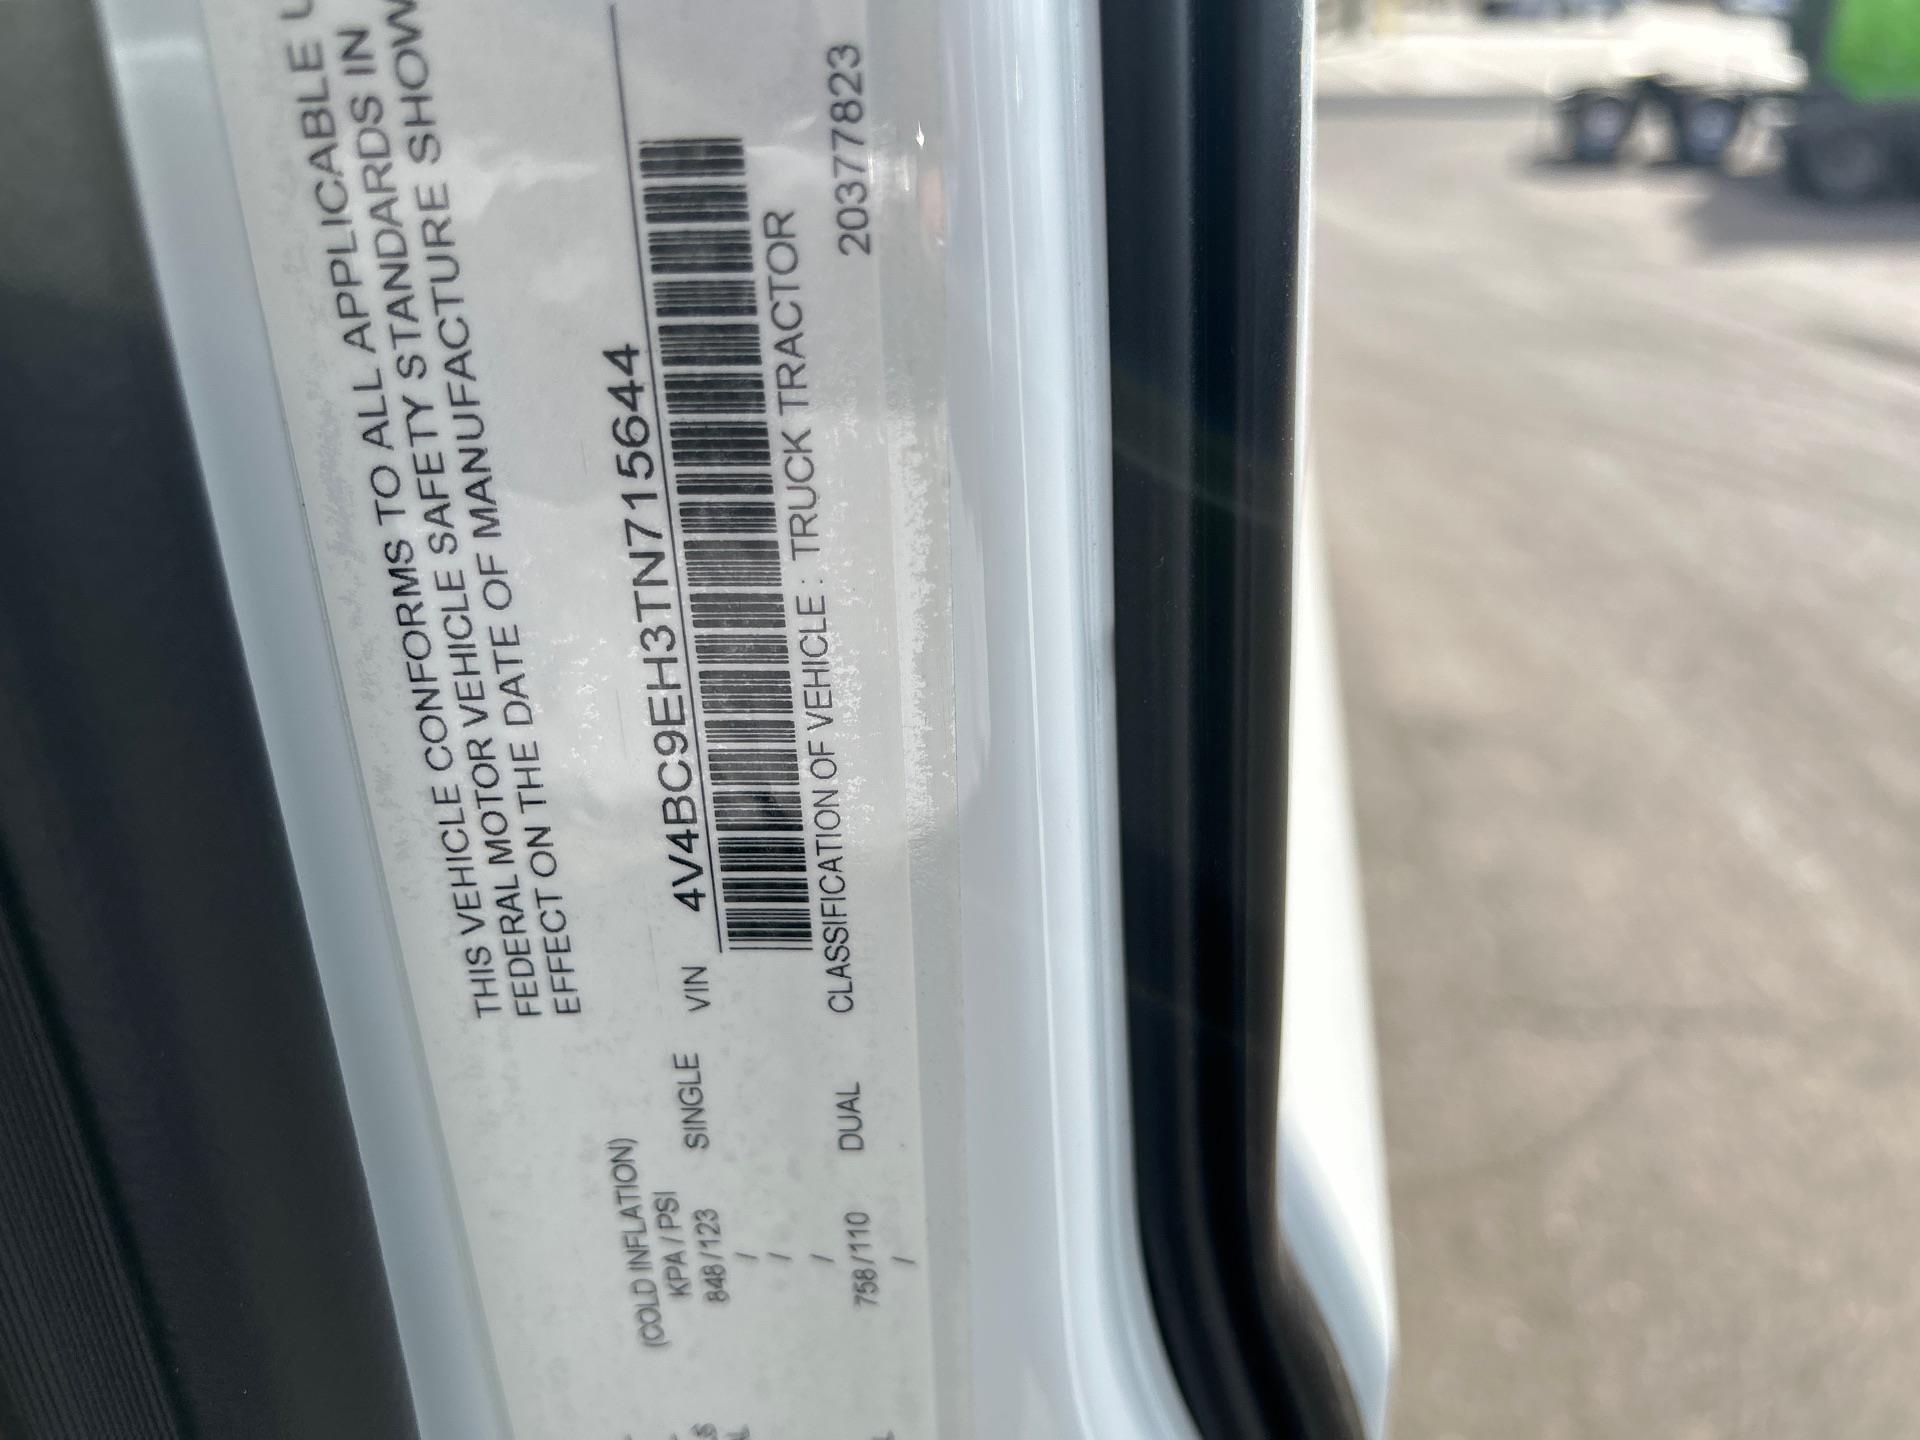 THIS VEHICLE CONFORMS TO ALL APPLICABLE
FEDERAL MOTOR VEHICLE SAFETY STANDARDS IN
EFFECT ON THE DATE OF MANUFACTURE SHOW
(COLD INFLATION)
KPA / PSI
848 / 123 SINGLE VIN 4V4BC9EH3TN715644
/
/
/
758 / 110 DUAL CLASSIFICATION OF VEHICLE : TRUCK TRACTOR
/
20377823